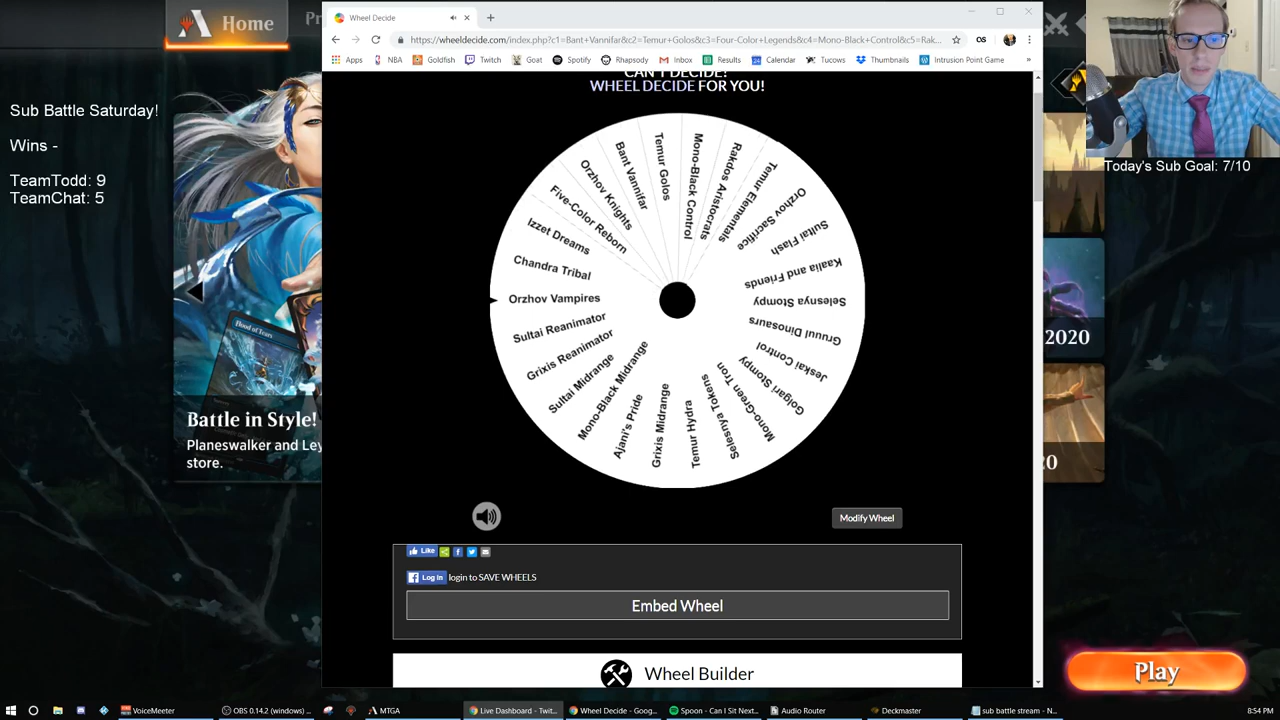 Home
Pr
Sub Battle Saturday!
Wins -
TeamTodd: 9
TeamChat: 5
Battle in Style!
Planeswalker and Le
store.
Wheel Decide
https://wheeldecide.com/index.php?c1=Bant+Vannifar&c2=Temur+Golos&c3=Four-Color+Legends&c4=Mono-Black+Control&c5=Rak...
OS
Apps
NBA
Goldfish
Twitch
Goat
Spotify
Rhapsody
Inbox
Results
Calendar
Tucows
Thumbnails
Intrusion Point Game
»
CAN'T DECIDE?
WHEEL DECIDE FOR YOU!
Temur Golos
Mono-Black Control
Rakdos Aristocrats
Temur Elementals
Orzhov Sacrifice
Sultai Flash
Kaalia and Friends
Selesnya Stompy
Gruul Dinosaurs
Jeskai Control
Golgari Stompy
Mono-Green Tron
Selesnya Tokens
Temur Hydra
Grixis Midrange
Ajani's Pride
Mono-Black Midrange
Sultai Midrange
Grixis Reanimator
Sultai Reanimator
Orzhov Vampires
Chandra Tribal
Izzet Dreams
Five-Color Reborn
Orzhov Knights
Bant Vannifar
Modify Wheel
Like
Log In login to SAVE WHEELS
Embed Wheel
Wheel Builder
Today's Sub Goal: 7/10
2020
20
Play
VoiceMeeter
OBS 0.14.2 (windows) ...
MTGA
Live Dashboard - Twit...
Wheel Decide - Goog...
Spoon - Can I Sit Next...
Audio Router
Deckmaster
sub battle stream - N...
8:54 PM